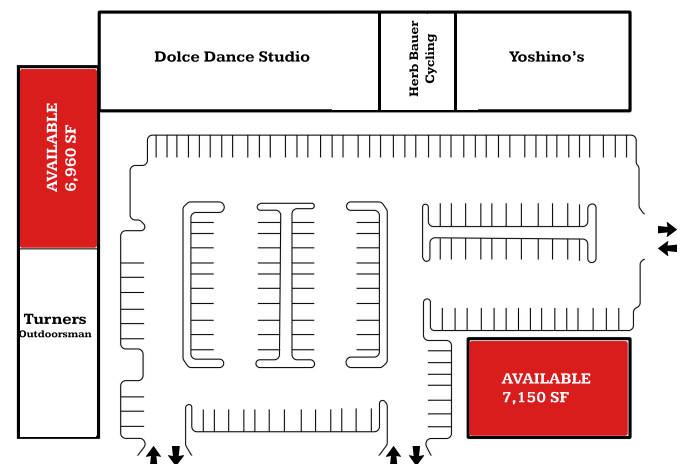 Dolce Dance Studio
Herb Bauer
Cycling
Yoshino's
AVAILABLE
6,960 SF
Turners
Outdoorsman
AVAILABLE
7,150 SF